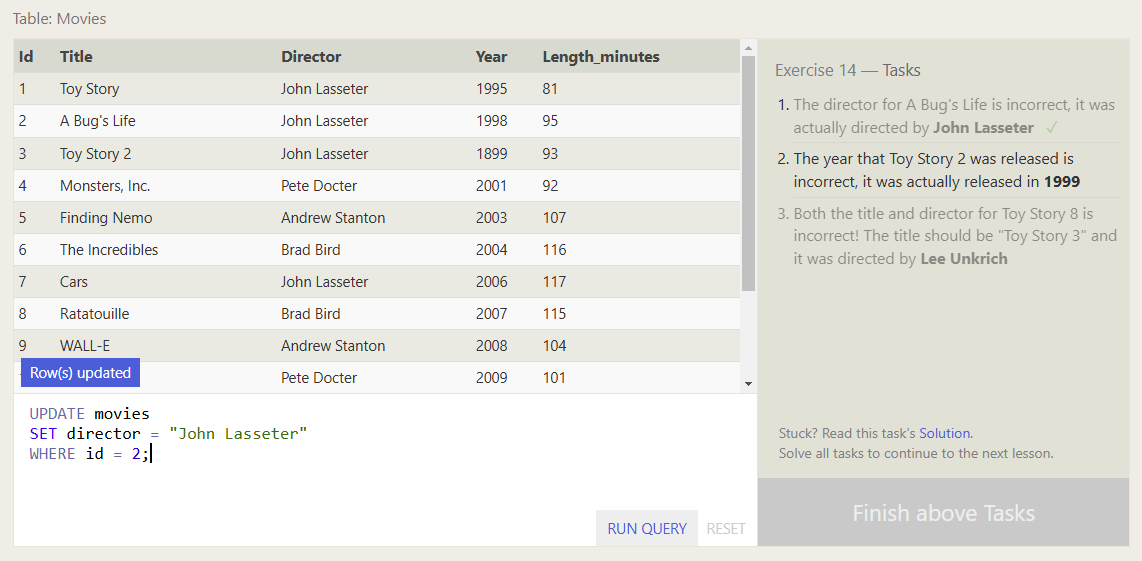 Table: Movies
Id Title Director Year Length_minutes
1 Toy Story John Lasseter 1995 81
2 A Bug's Life John Lasseter 1998 95
3 Toy Story 2 John Lasseter 1899 93
4 Monsters, Inc. Pete Docter 2001 92
5 Finding Nemo Andrew Stanton 2003 107
6 The Incredibles Brad Bird 2004 116
7 Cars John Lasseter 2006 117
8 Ratatouille Brad Bird 2007 115
9 WALL-E Andrew Stanton 2008 104
Pete Docter 2009 101
Row(s) updated
UPDATE movies
SET director = "John Lasseter"
WHERE id = 2;
RUN QUERY RESET
Exercise 14 — Tasks
1. The director for A Bug's Life is incorrect, it was
actually directed by John Lasseter ✓
2. The year that Toy Story 2 was released is
incorrect, it was actually released in 1999
3. Both the title and director for Toy Story 8 is
incorrect! The title should be "Toy Story 3" and
it was directed by Lee Unkrich
Stuck? Read this task's Solution.
Solve all tasks to continue to the next lesson.
Finish above Tasks